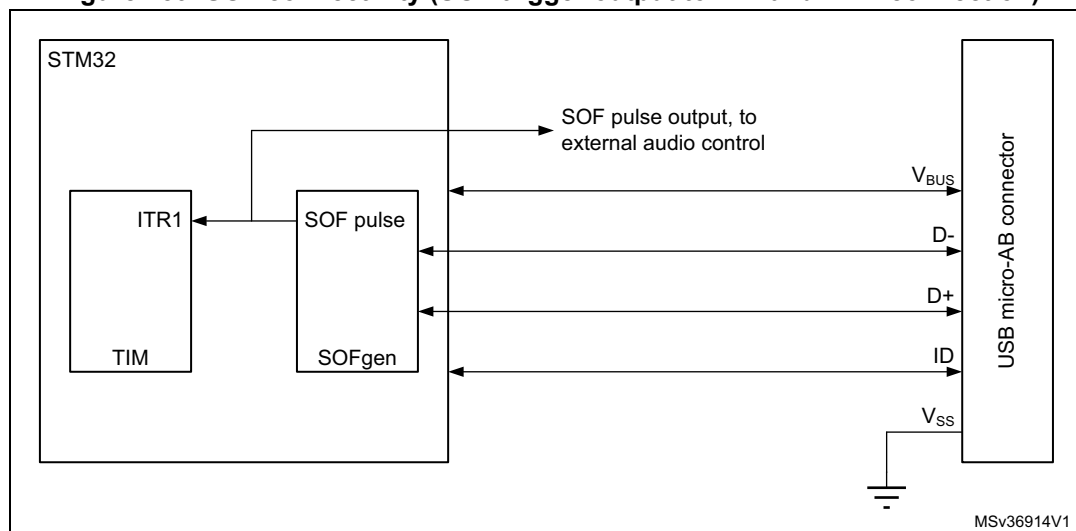 STM32
SOF pulse output, to
external audio control
VBUS
ITR1
SOF pulse
D-
D+
TIM
SOFgen
ID
VSS
USB micro-AB connector
MSv36914V1